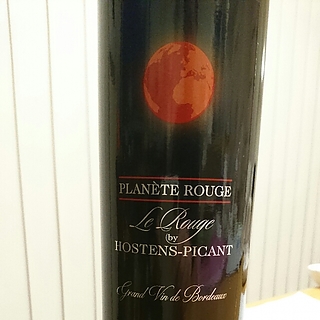 PLANÈTE ROUGE
Le Rouge
(by
HOSTENS-PICANT
Grand Vin de Bordeaux